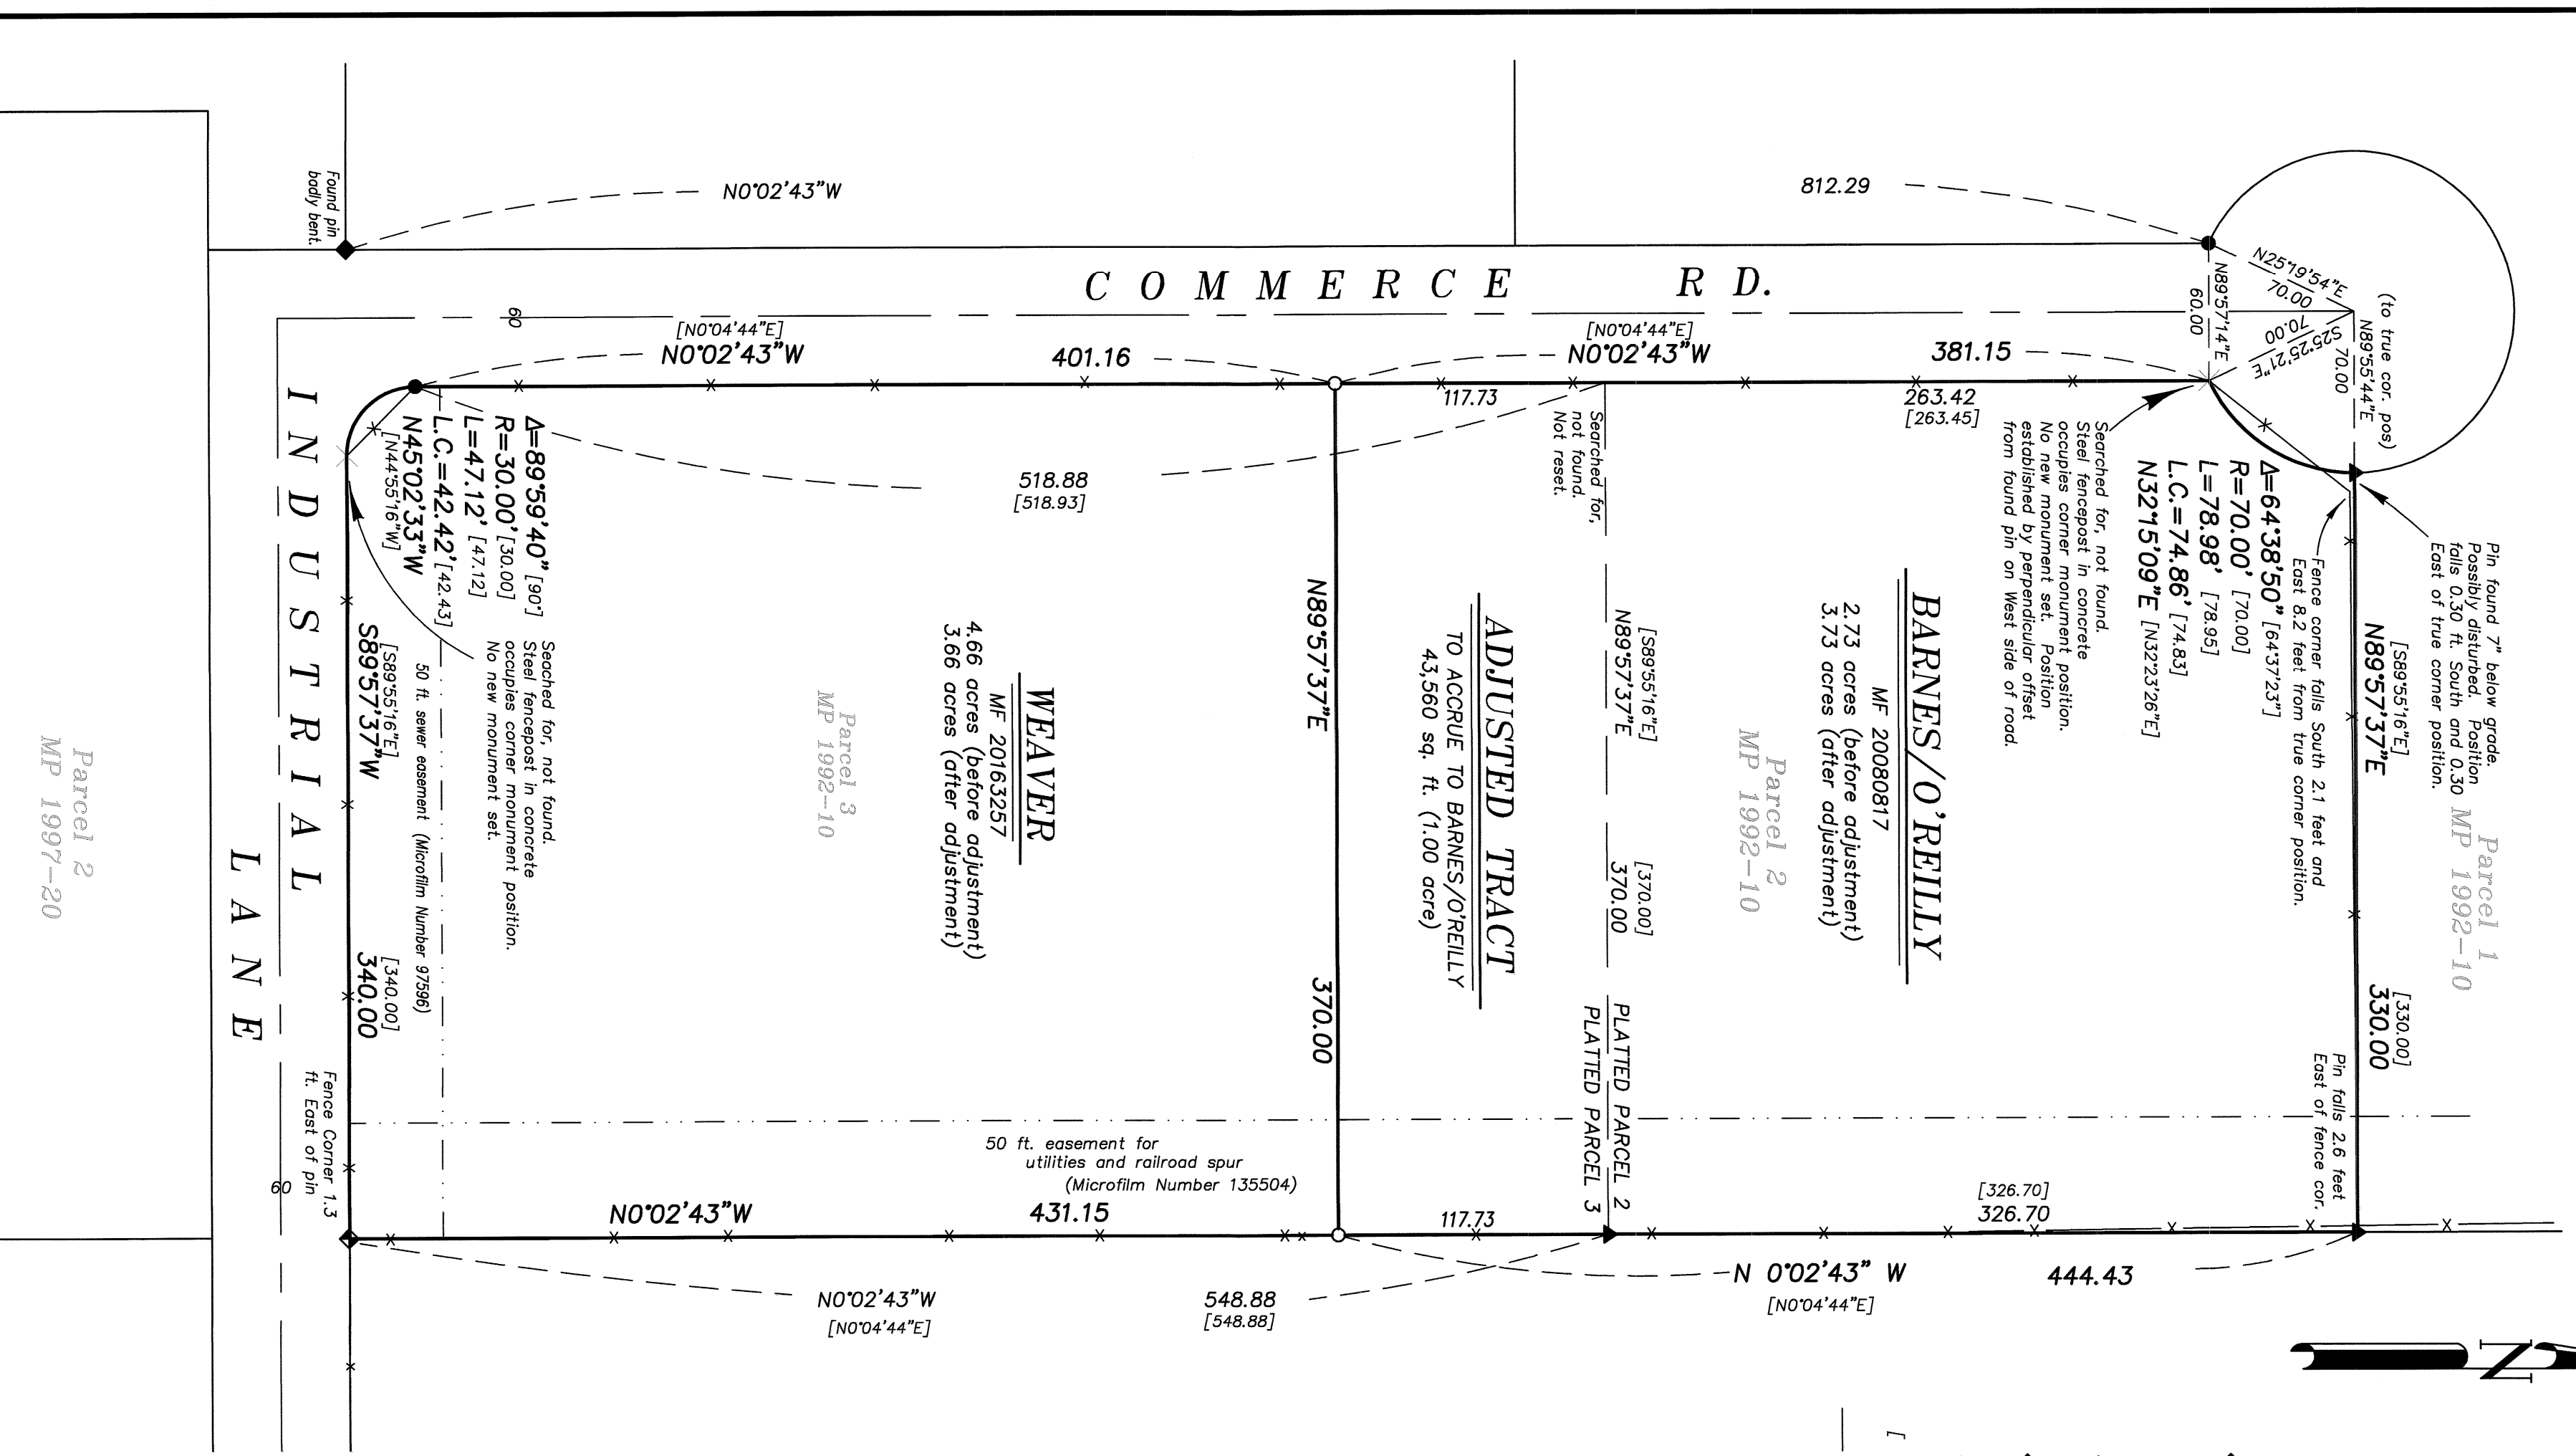 Found pin
badly bent.
N0°02'43"W
812.29
COMMERCE RD.
60
[N0°04'44"E]
N0°02'43"W
401.16
[N0°04'44"E]
N0°02'43"W
381.15
117.73
263.42
[263.45]
518.88
[518.93]
N25°19'54"E
70.00
S25°25'21"E
70.00
N89°57'14"E
60.00
(to true cor. pos)
N89°55'44"E
70.00
Pin found 7" below grade.
Possibly disturbed. Position
falls 0.30 ft. South and 0.30
East of true corner position.
Fence corner falls South 2.1 feet and
East 8.2 feet from true corner position.
Δ=64°38'50" [64°37'23"]
R=70.00' [70.00]
L=78.98' [78.95]
L.C.=74.86' [74.83]
N32°15'09"E [N32°23'26"E]
Searched for, not found.
Steel fencepost in concrete
occupies corner monument position.
No new monument set. Position
established by perpendicular offset
from found pin on West side of road.
Searched for,
not found.
Not reset.
Δ=89°59'40" [90°]
R=30.00' [30.00]
L=47.12' [47.12]
L.C.=42.42' [42.43]
N45°02'33"W
[N44°55'16"W]
Seached for, not found.
Steel fencepost in concrete
occupies corner monument position.
No new monument set.
50 ft. sewer easement (Microfilm Number 97596)
[S89°55'16"E]
S89°57'37"W
[340.00]
340.00
INDUSTRIAL
LANE
60
Fence Corner 1.3
ft. East of pin
Parcel 2
MP 1997-20
WEAVER
MF 20163257
4.66 acres (before adjustment)
3.66 acres (after adjustment)
Parcel 3
MP 1992-10
N89°57'37"E
370.00
ADJUSTED TRACT
TO ACCRUE TO BARNES/O'REILLY
43,560 sq. ft. (1.00 acre)
[S89°55'16"E]
N89°57'37"E
[370.00]
370.00
PLATTED PARCEL 2
PLATTED PARCEL 3
BARNES/O'REILLY
MF 20080817
2.73 acres (before adjustment)
3.73 acres (after adjustment)
Parcel 2
MP 1992-10
Parcel 1
MP 1992-10
[S89°55'16"E]
N89°57'37"E
[330.00]
330.00
Pin falls 2.6 feet
East of fence cor.
50 ft. easement for
utilities and railroad spur
(Microfilm Number 135504)
N0°02'43"W
431.15
117.73
[326.70]
326.70
N 0°02'43" W
444.43
[N0°04'44"E]
N0°02'43"W
[N0°04'44"E]
548.88
[548.88]
N
[